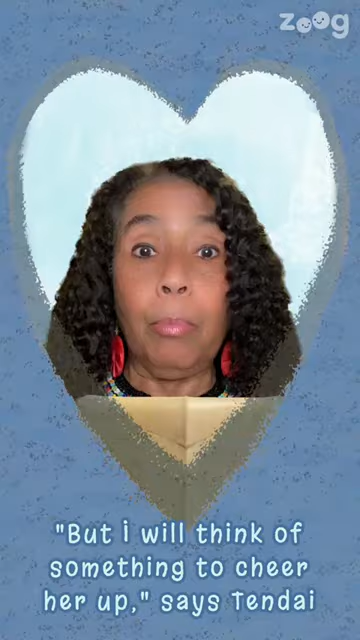 zoog
"But i will think of
something to cheer
her up," says Tendai